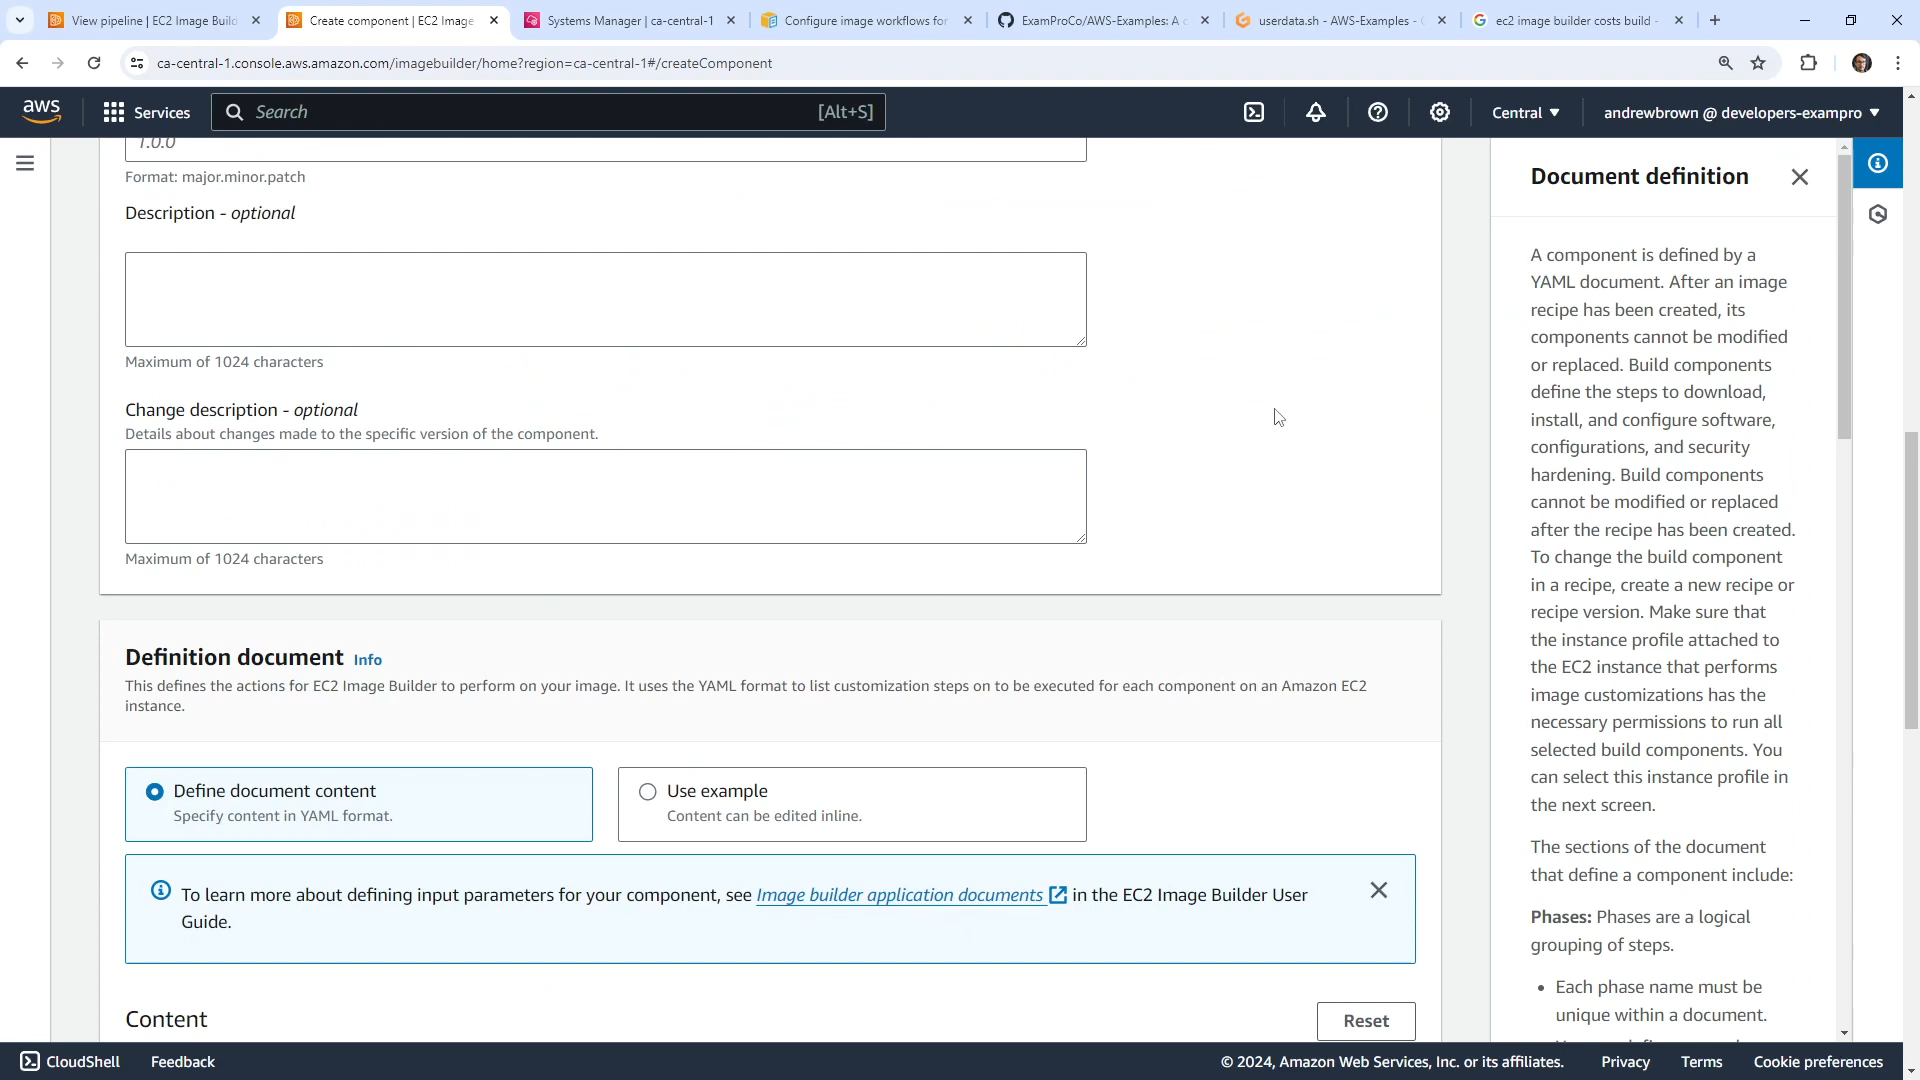 View pipeline | EC2 Image Build
Create component | EC2 Image
Systems Manager | ca-central-1
Configure image workflows for
ExamProCo/AWS-Examples: A c
userdata.sh - AWS-Examples -
ec2 image builder costs build -
ca-central-1.console.aws.amazon.com/imagebuilder/home?region=ca-central-1#/createComponent
aws
Services
Search
[Alt+S]
Central
andrewbrown @ developers-exampro
1.0.0
Format: major.minor.patch
Description - optional
Maximum of 1024 characters
Change description - optional
Details about changes made to the specific version of the component.
Maximum of 1024 characters
Definition document Info
This defines the actions for EC2 Image Builder to perform on your image. It uses the YAML format to list customization steps on to be executed for each component on an Amazon EC2
instance.
Define document content
Specify content in YAML format.
Use example
Content can be edited inline.
To learn more about defining input parameters for your component, see Image builder application documents in the EC2 Image Builder User
Guide.
Content
Reset
Document definition
A component is defined by a
YAML document. After an image
recipe has been created, its
components cannot be modified
or replaced. Build components
define the steps to download,
install, and configure software,
configurations, and security
hardening. Build components
cannot be modified or replaced
after the recipe has been created.
To change the build component
in a recipe, create a new recipe or
recipe version. Make sure that
the instance profile attached to
the EC2 instance that performs
image customizations has the
necessary permissions to run all
selected build components. You
can select this instance profile in
the next screen.
The sections of the document
that define a component include:
Phases: Phases are a logical
grouping of steps.
• Each phase name must be
unique within a document.
CloudShell
Feedback
© 2024, Amazon Web Services, Inc. or its affiliates.
Privacy
Terms
Cookie preferences